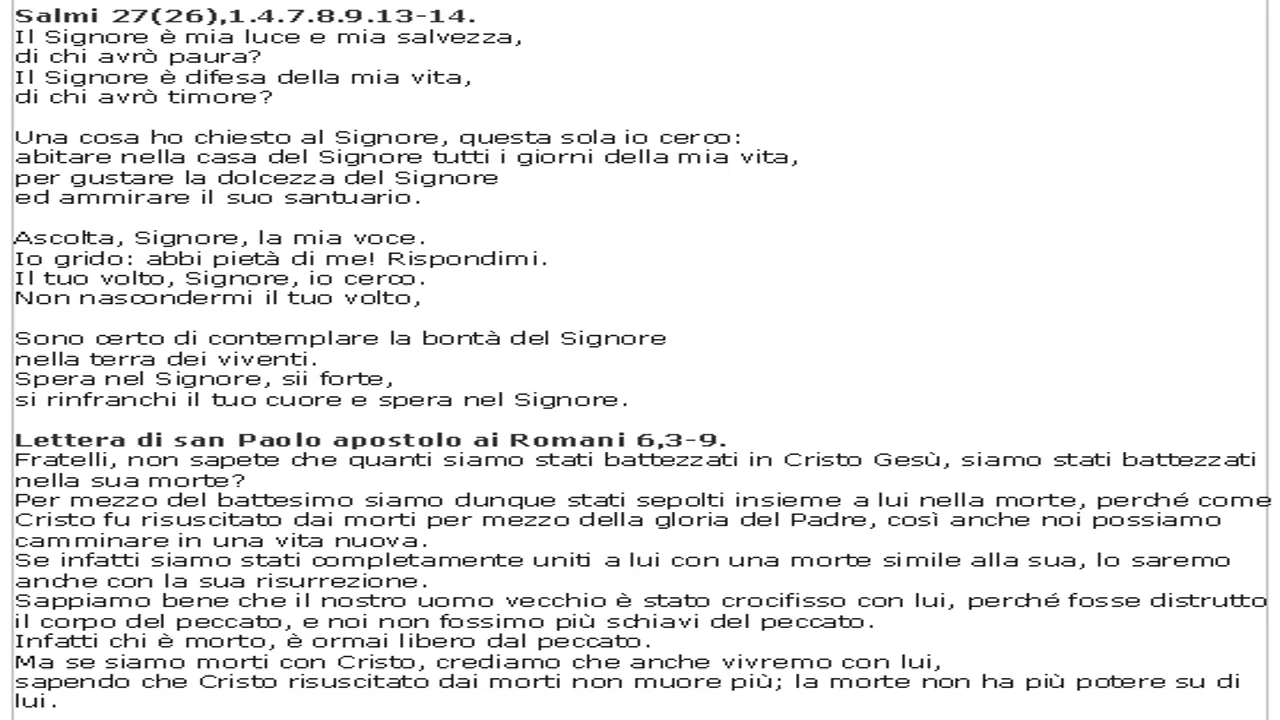 Salmi 27(26),1.4.7.8.9.13-14.
Il Signore è mia luce e mia salvezza,
di chi avrò paura?
Il Signore è difesa della mia vita,
di chi avrò timore?
Una cosa ho chiesto al Signore, questa sola io cerco:
abitare nella casa del Signore tutti i giorni della mia vita,
per gustare la dolcezza del Signore
ed ammirare il suo santuario.
Ascolta, Signore, la mia voce.
Io grido: abbi pietà di me! Rispondimi.
Il tuo volto, Signore, io cerco.
Non nascondermi il tuo volto,
Sono certo di contemplare la bontà del Signore
nella terra dei viventi.
Spera nel Signore, sii forte,
si rinfranchi il tuo cuore e spera nel Signore.
Lettera di san Paolo apostolo ai Romani 6,3-9.
Fratelli, non sapete che quanti siamo stati battezzati in Cristo Gesù, siamo stati battezzati
nella sua morte?
Per mezzo del battesimo siamo dunque stati sepolti insieme a lui nella morte, perché come
Cristo fu risuscitato dai morti per mezzo della gloria del Padre, così anche noi possiamo
camminare in una vita nuova.
Se infatti siamo stati completamente uniti a lui con una morte simile alla sua, lo saremo
anche con la sua risurrezione.
Sappiamo bene che il nostro uomo vecchio è stato crocifisso con lui, perché fosse distrutto
il corpo del peccato, e noi non fossimo più schiavi del peccato.
Infatti chi è morto, è ormai libero dal peccato.
Ma se siamo morti con Cristo, crediamo che anche vivremo con lui,
sapendo che Cristo risuscitato dai morti non muore più; la morte non ha più potere su di
lui.